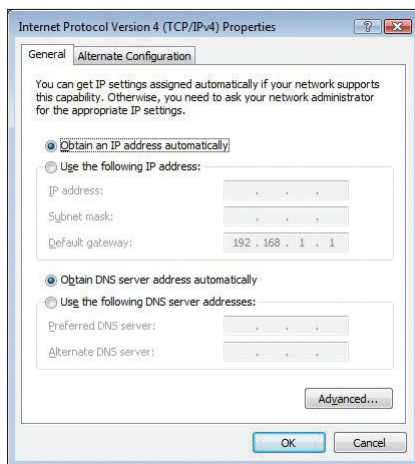 Internet Protocol Version 4 (TCP/IPv4) Properties
General
Alternate Configuration
You can get IP settings assigned automatically if your network supports
this capability. Otherwise, you need to ask your network administrator
for the appropriate IP settings.
Obtain an IP address automatically
Use the following IP address:
IP address:
. . .
Subnet mask:
. . .
Default gateway:
192 . 168 . 1 . 1
Obtain DNS server address automatically
Use the following DNS server addresses:
Preferred DNS server:
. . .
Alternate DNS server:
. . .
Advanced...
OK
Cancel